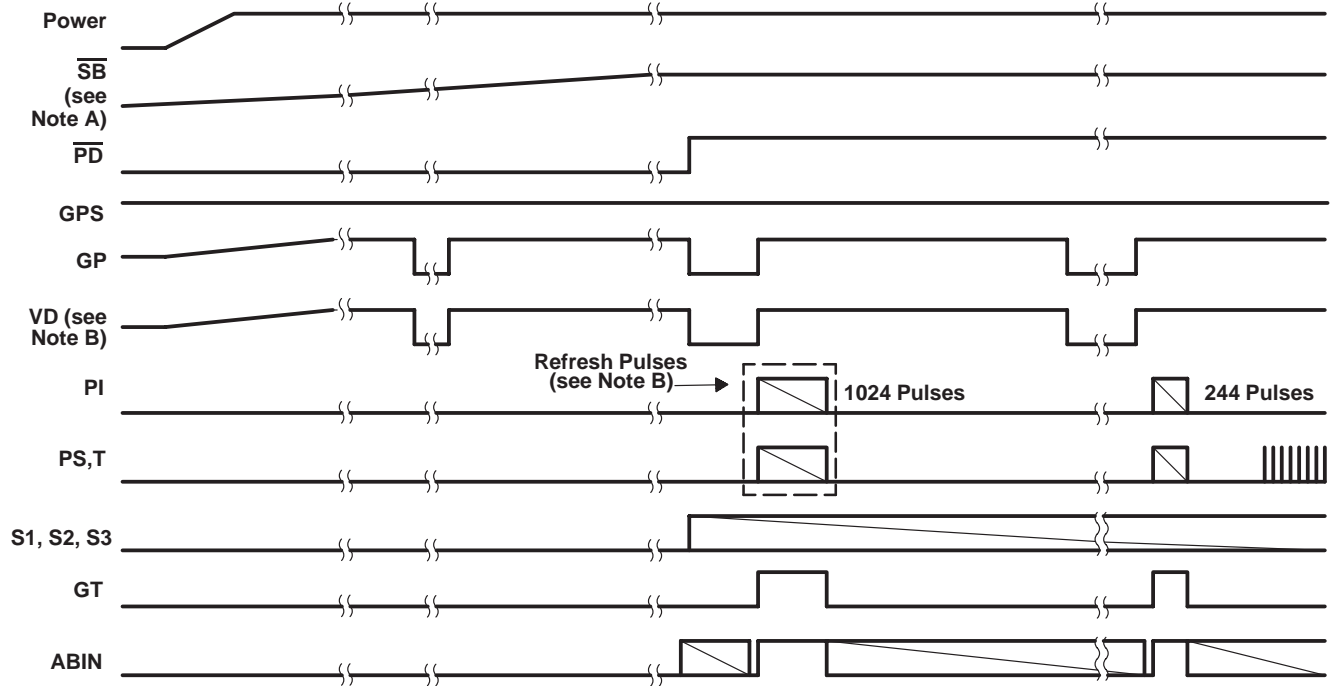 Power
SB
(see
Note A)
PD
GPS
GP
VD (see
Note B)
Refresh Pulses
(see Note B)
PI
1024 Pulses
244 Pulses
PS,T
S1, S2, S3
GT
ABIN